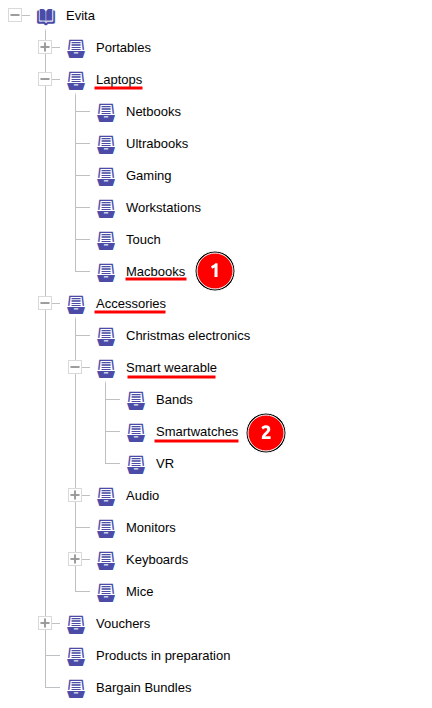 Evita
Portables
Laptops
Netbooks
Ultrabooks
Gaming
Workstations
Touch
Macbooks 1
Accessories
Christmas electronics
Smart wearable
Bands
Smartwatches 2
VR
Audio
Monitors
Keyboards
Mice
Vouchers
Products in preparation
Bargain Bundles